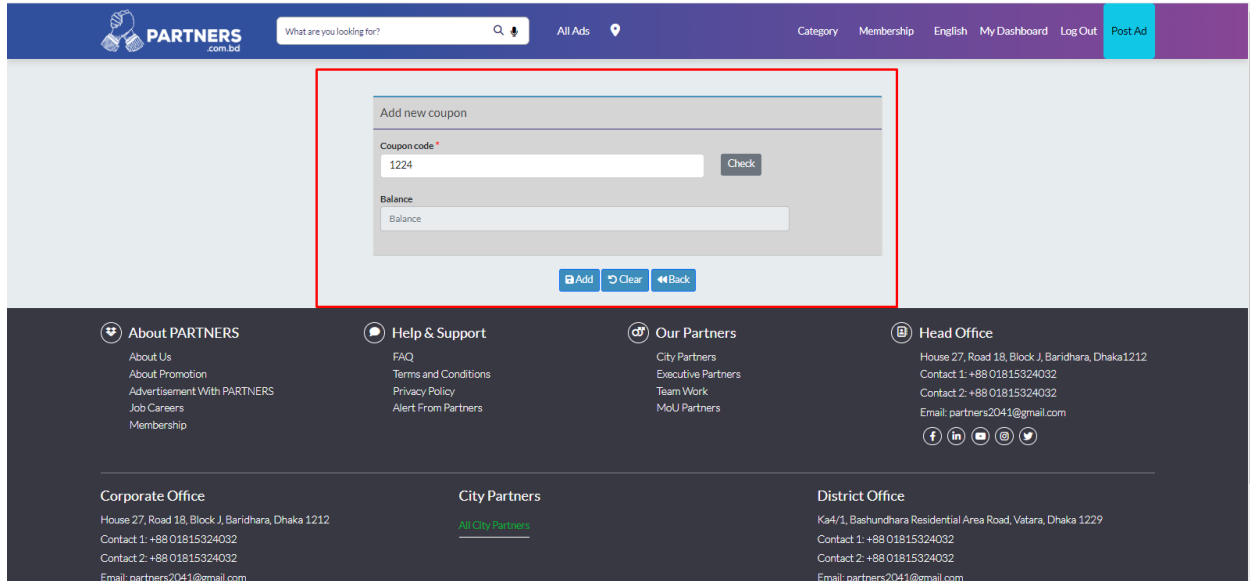 PARTNERS
.com.bd
What are you looking for?
All Ads
Category
Membership
English
My Dashboard
Log Out
Post Ad
Add new coupon
Coupon code *
1224
Check
Balance
Balance
Add
Clear
Back
About PARTNERS
About Us
About Promotion
Advertisement With PARTNERS
Job Careers
Membership
Help & Support
FAQ
Terms and Conditions
Privacy Policy
Alert From Partners
Our Partners
City Partners
Executive Partners
Team Work
MoU Partners
Head Office
House 27, Road 18, Block J, Baridhara, Dhaka1212
Contact 1: +88 01815324032
Contact 2: +88 01815324032
Email: partners2041@gmail.com
Corporate Office
House 27, Road 18, Block J, Baridhara, Dhaka 1212
Contact 1: +88 01815324032
Contact 2: +88 01815324032
Email: partners2041@gmail.com
City Partners
All City Partners
District Office
Ka4/1, Bashundhara Residential Area Road, Vatara, Dhaka 1229
Contact 1: +88 01815324032
Contact 2: +88 01815324032
Email: partners2041@gmail.com